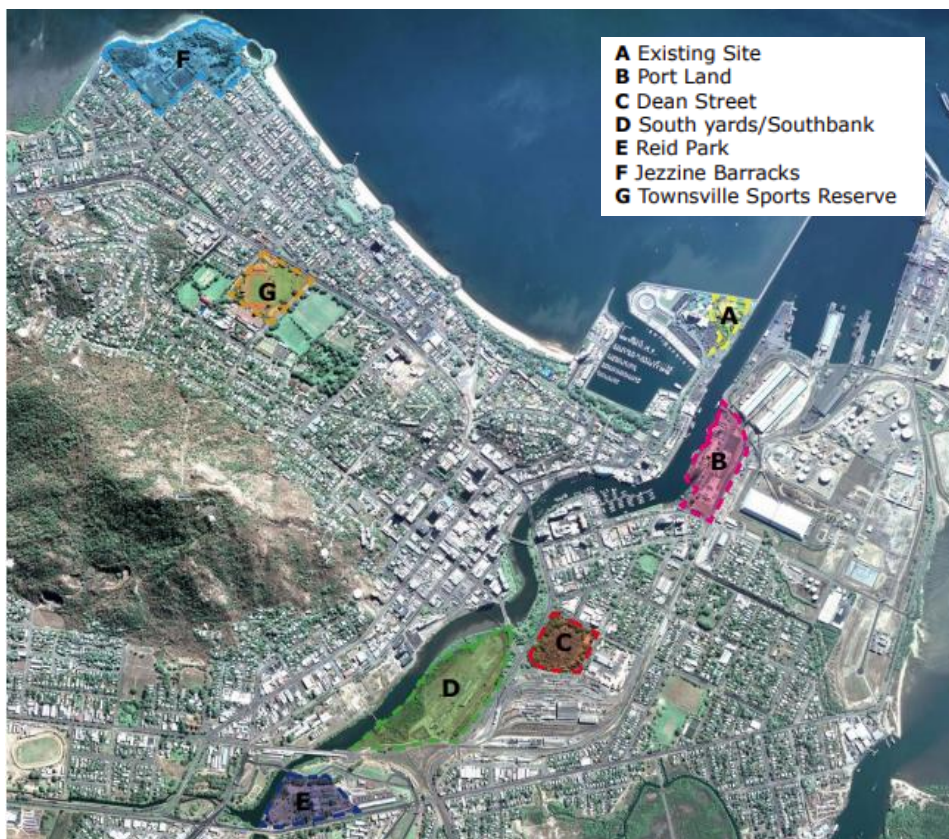 A Existing Site
B Port Land
C Dean Street
D South yards/Southbank
E Reid Park
F Jezzine Barracks
G Townsville Sports Reserve
F
G
A
B
C
D
E